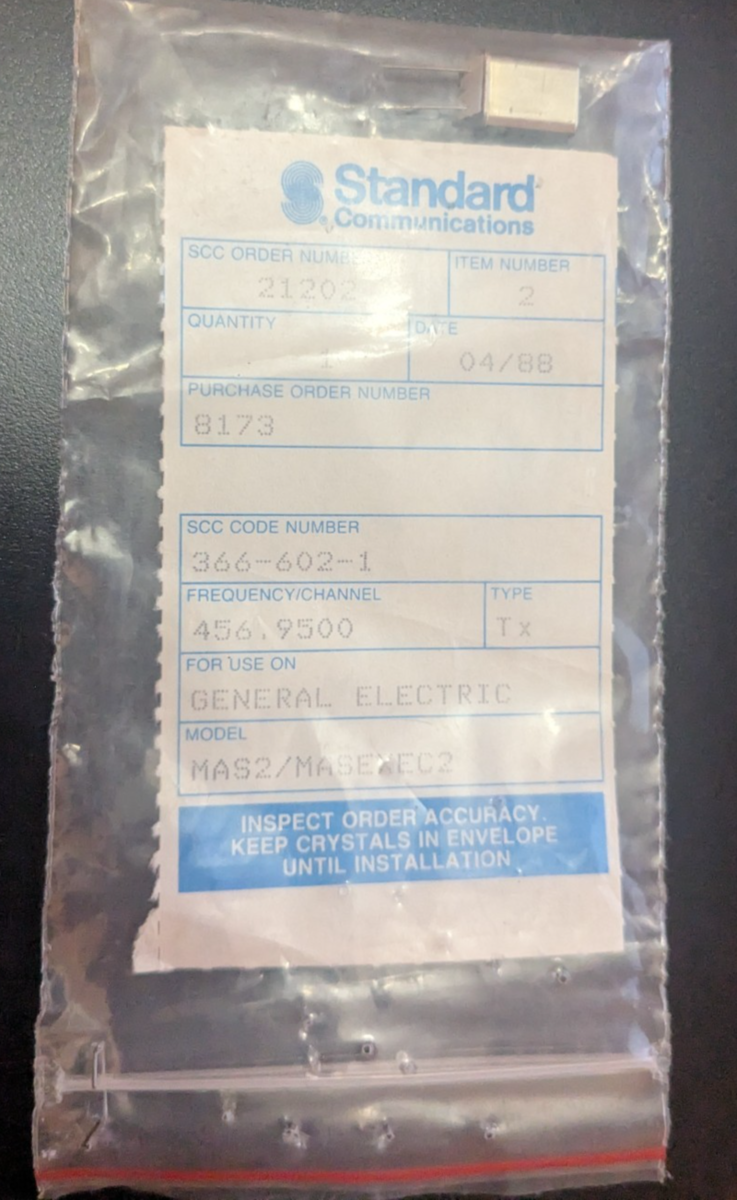 Standard
Communications
SCC ORDER NUMBER
ITEM NUMBER
21202
2
QUANTITY
DATE
1
04/88
PURCHASE ORDER NUMBER
8173
SCC CODE NUMBER
366-602-1
FREQUENCY/CHANNEL
TYPE
456.9500
Tx
FOR USE ON
GENERAL ELECTRIC
MODEL
MAS2/MASEXEC2
INSPECT ORDER ACCURACY.
KEEP CRYSTALS IN ENVELOPE
UNTIL INSTALLATION